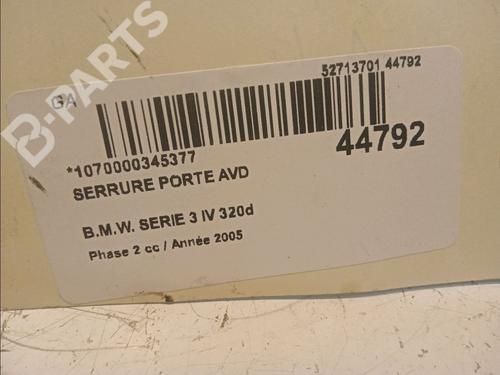 B-PARTS
GA
52713701 44792
*1070000345377
44792
SERRURE PORTE AVD
B.M.W. SERIE 3 IV 320d
Phase 2 cc / Année 2005